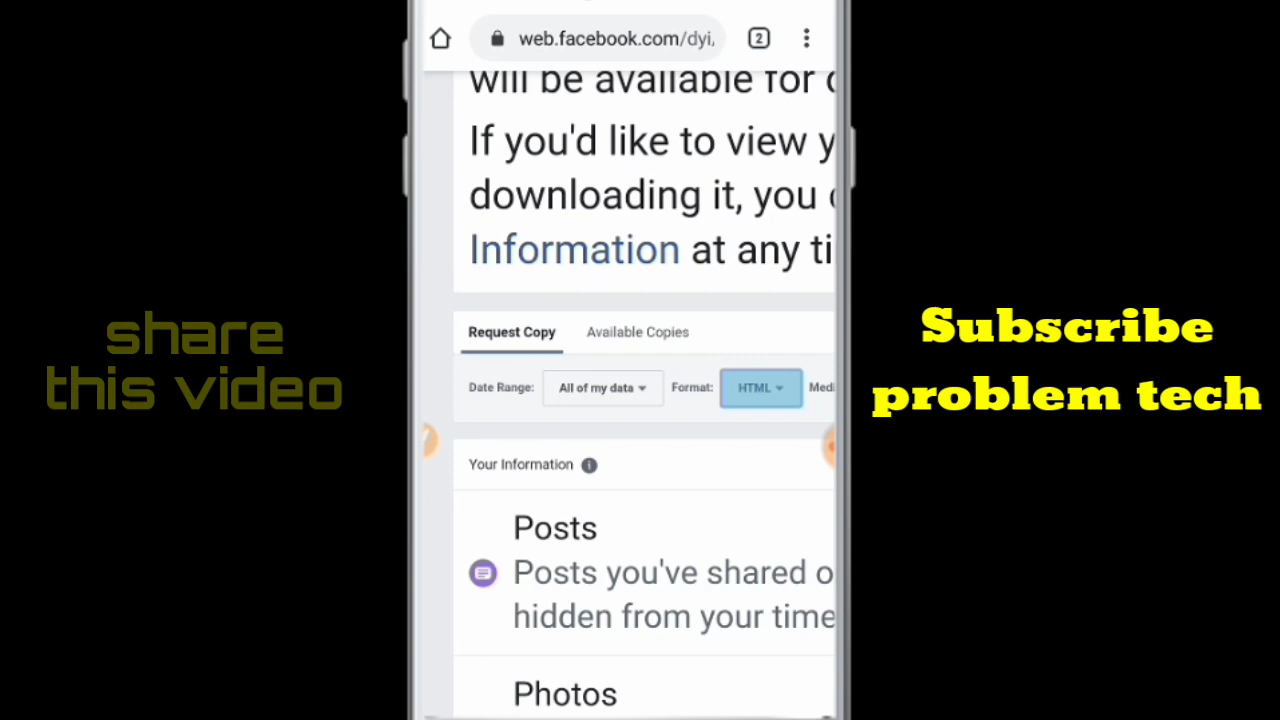 web.facebook.com/dyi,
2
will be available for
If you'd like to view y
downloading it, you
Information at any ti
Request Copy Available Copies
Date Range: All of my data Format: HTML Medi
Your Information
Posts
Posts you've shared o
hidden from your time
Photos
share
this video
Subscribe
problem tech